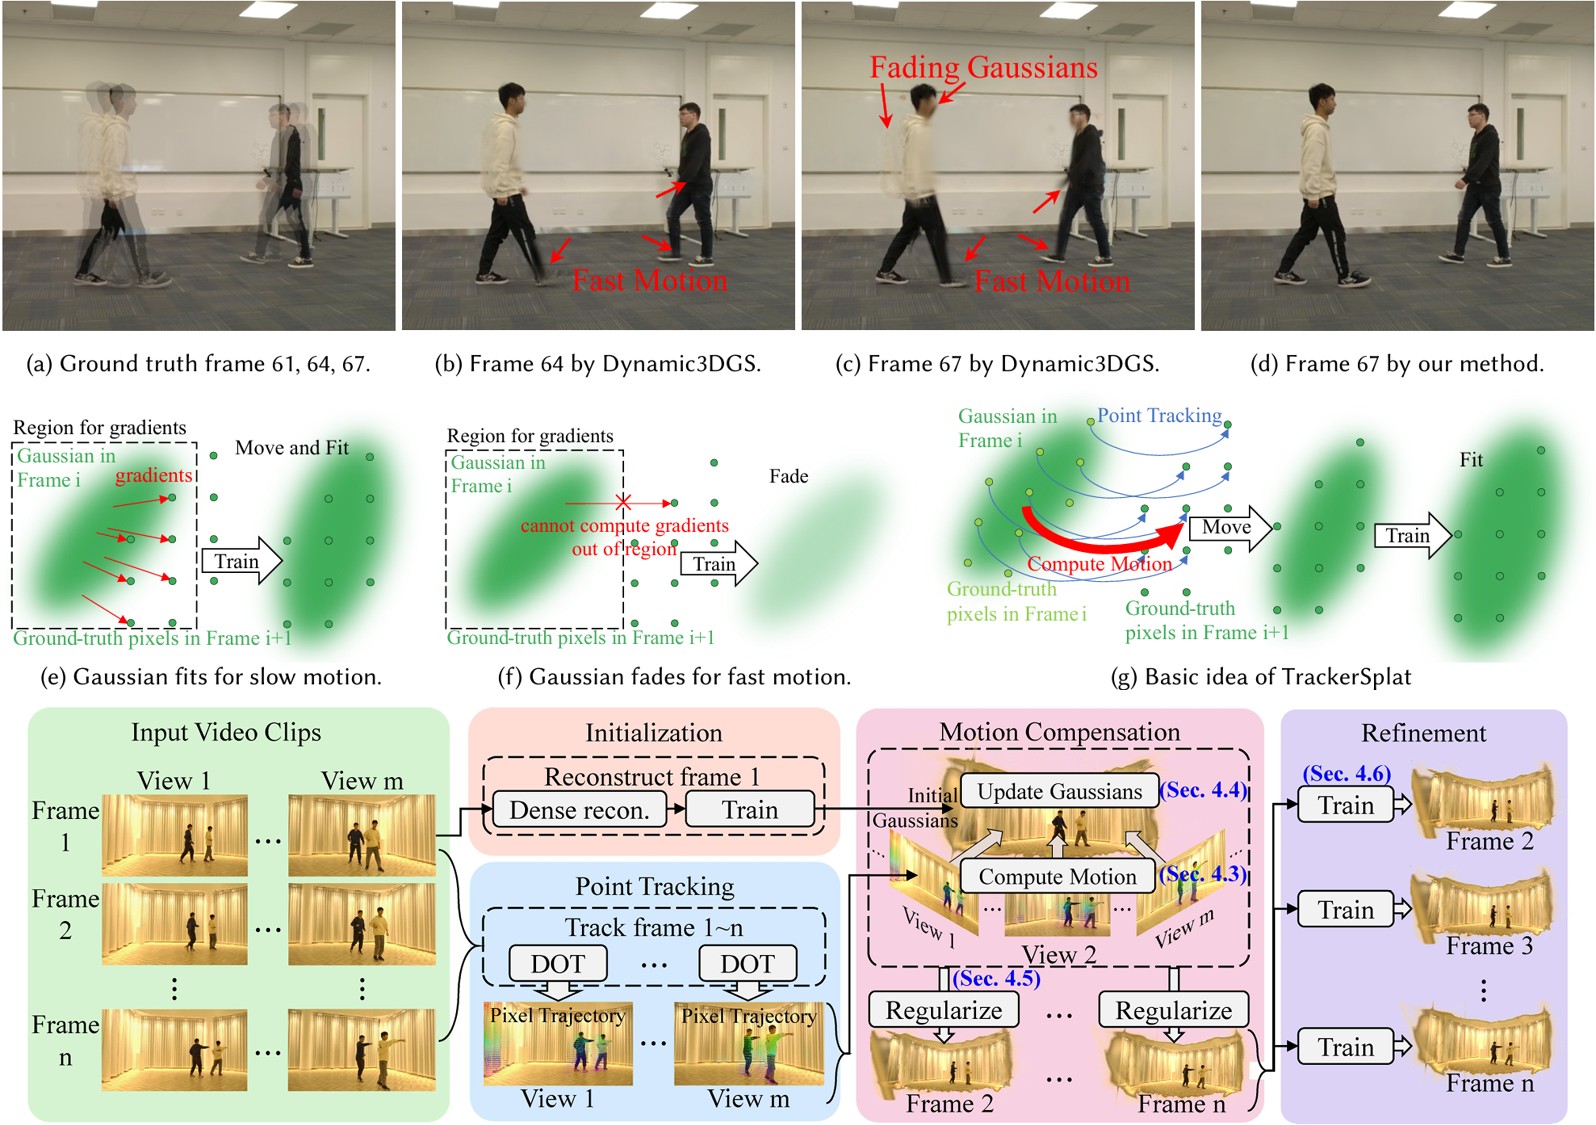 Fading Gaussians
Fast Motion
Fast Motion
(a) Ground truth frame 61, 64, 67.
(b) Frame 64 by Dynamic3DGS.
(c) Frame 67 by Dynamic3DGS.
(d) Frame 67 by our method.
Region for gradients
Gaussian in
Frame i
gradients
Move and Fit
Train
Ground-truth pixels in Frame i+1
(e) Gaussian fits for slow motion.
Region for gradients
Gaussian in
Frame i
cannot compute gradients
out of region
Fade
Train
Ground-truth pixels in Frame i+1
(f) Gaussian fades for fast motion.
Gaussian in
Frame i
Point Tracking
Compute Motion
Ground-truth
pixels in Frame i
Ground-truth
pixels in Frame i+1
Move
Fit
Train
(g) Basic idea of TrackerSplat
Input Video Clips
View 1
View m
Frame
1
Frame
2
Frame
n
...
...
...
Initialization
Reconstruct frame 1
Dense recon.
Train
Point Tracking
Track frame 1~n
DOT
...
DOT
Pixel Trajectory
...
Pixel Trajectory
View 1
View m
Motion Compensation
Initial
Gaussians
Update Gaussians
(Sec. 4.4)
Compute Motion
(Sec. 4.3)
View 1
...
View 2
...
View m
(Sec. 4.5)
Regularize
...
Regularize
Frame 2
...
Frame n
Refinement
(Sec. 4.6)
Train
Frame 2
Train
Frame 3
Train
Frame n